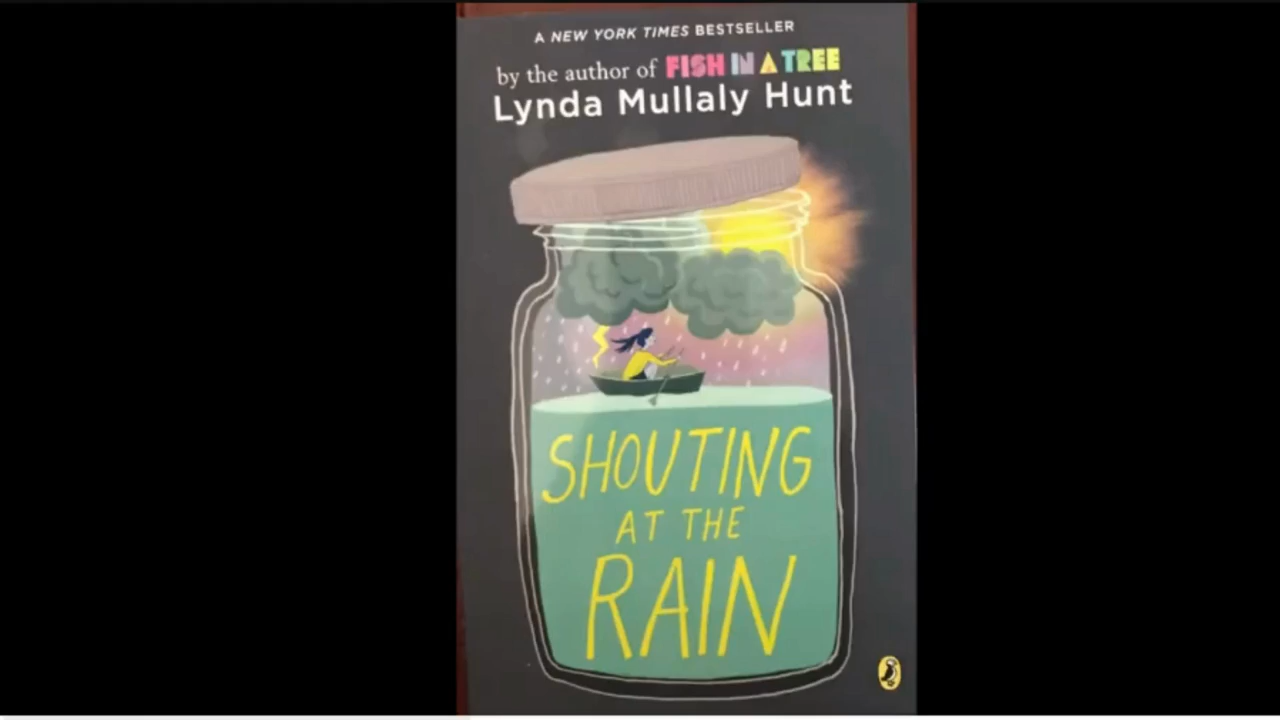 A NEW YORK TIMES BESTSELLER
by the author of FISH IN A TREE
Lynda Mullaly Hunt
SHOUTING
AT THE
RAIN